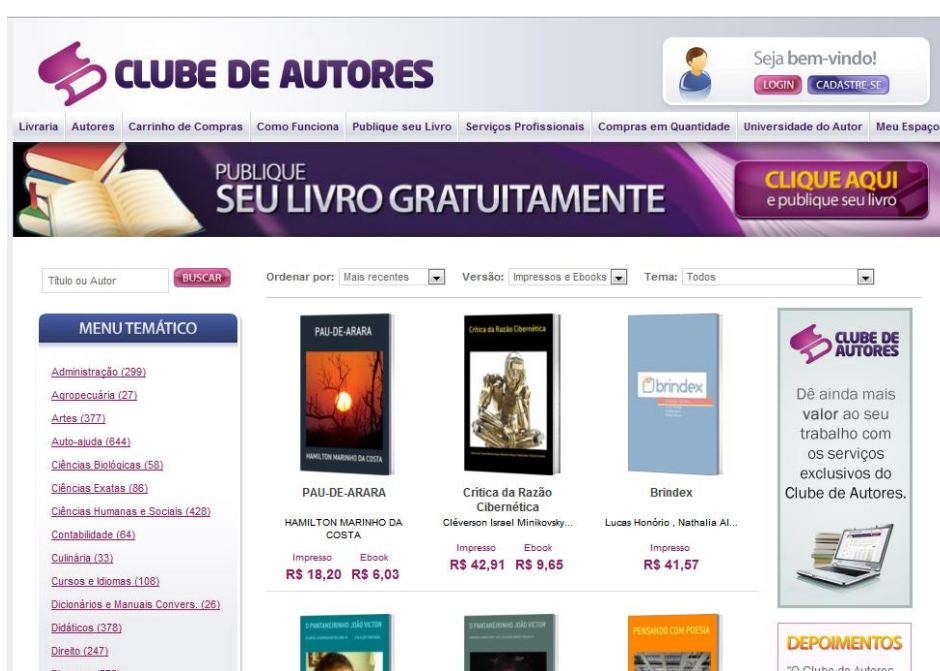 CLUBE DE AUTORES
Seja bem-vindo!
LOGIN CADASTRE-SE
Livraria Autores Carrinho de Compras Como Funciona Publique seu Livro Serviços Profissionais Compras em Quantidade Universidade do Autor Meu Espaço
PUBLIQUE
SEU LIVRO GRATUITAMENTE
CLIQUE AQUI
e publique seu livro
Título ou Autor BUSCAR
Ordenar por: Mais recentes Versão: Impressos e Ebooks Tema: Todos
MENU TEMÁTICO
Administração (299)
Agropecuária (27)
Artes (377)
Auto-ajuda (644)
Ciências Biológicas (58)
Ciências Exatas (86)
Ciências Humanas e Sociais (428)
Contabilidade (64)
Culinária (33)
Cursos e Idiomas (108)
Dicionários e Manuais Convers. (26)
Didáticos (378)
Direito (247)
PAU-DE-ARARA
HAMILTON MARINHO DA COSTA
PAU-DE-ARARA
HAMILTON MARINHO DA
COSTA
Impresso Ebook
R$ 18,20 R$ 6,03
Crítica da Razão Cibernética
Crítica da Razão
Cibernética
Cléverson Israel Minikovsky...
Impresso Ebook
R$ 42,91 R$ 9,65
brindex
Brindex
Lucas Honório , Nathalia Al...
Impresso
R$ 41,57
O PANTANEIRINHO JOÃO VICTOR
O PANTANEIRINHO JOÃO VICTOR
PENSANDO COM POESIA
CLUBE DE
AUTORES
Dê ainda mais
valor ao seu
trabalho com
os serviços
exclusivos do
Clube de Autores.
DEPOIMENTOS
"O Clube de Autores